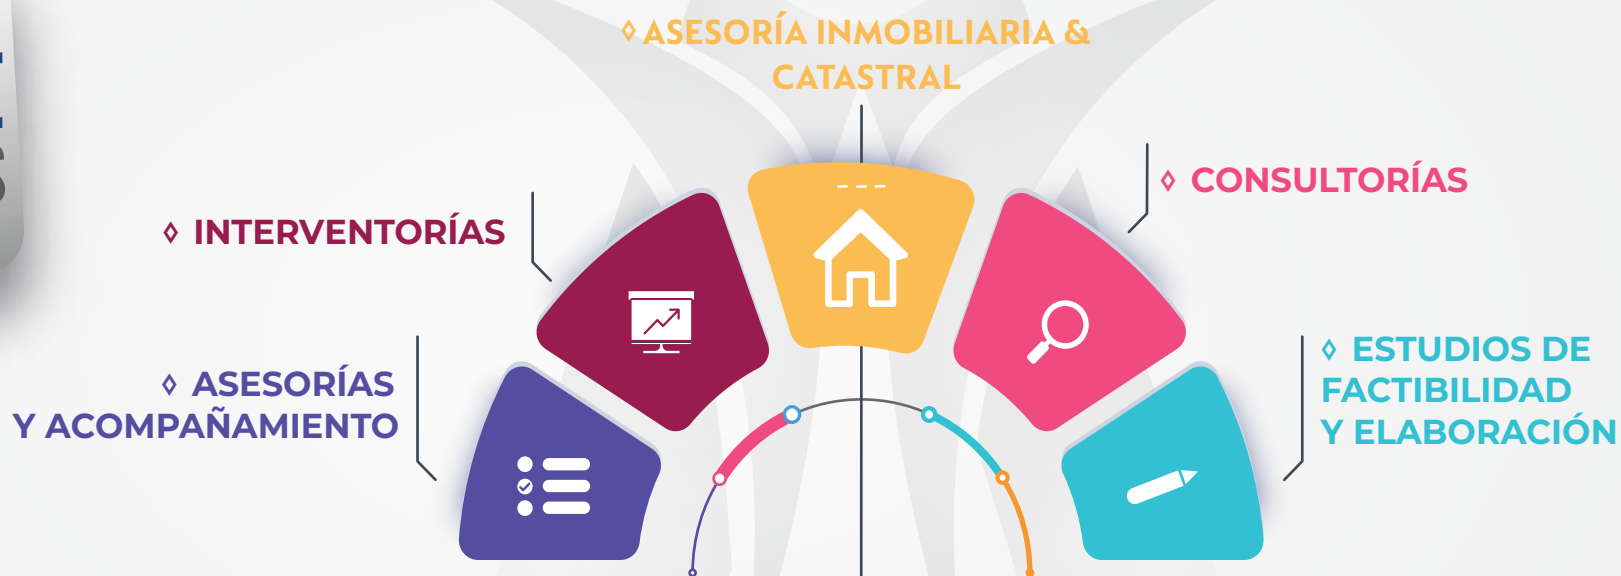 ◊ ASESORÍA INMOBILIARIA &
CATASTRAL
◊ INTERVENTORÍAS
◊ CONSULTORÍAS
◊ ASESORÍAS
Y ACOMPAÑAMIENTO
◊ ESTUDIOS DE
FACTIBILIDAD
Y ELABORACIÓN